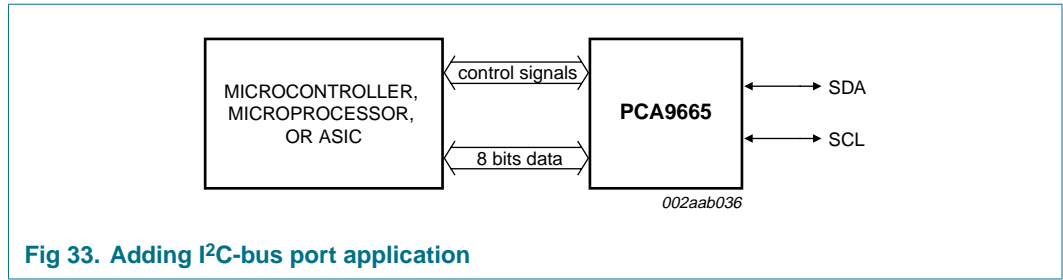 MICROCONTROLLER,
MICROPROCESSOR,
OR ASIC
control signals
8 bits data
PCA9665
SDA
SCL
002aab036
Fig 33. Adding I²C-bus port application